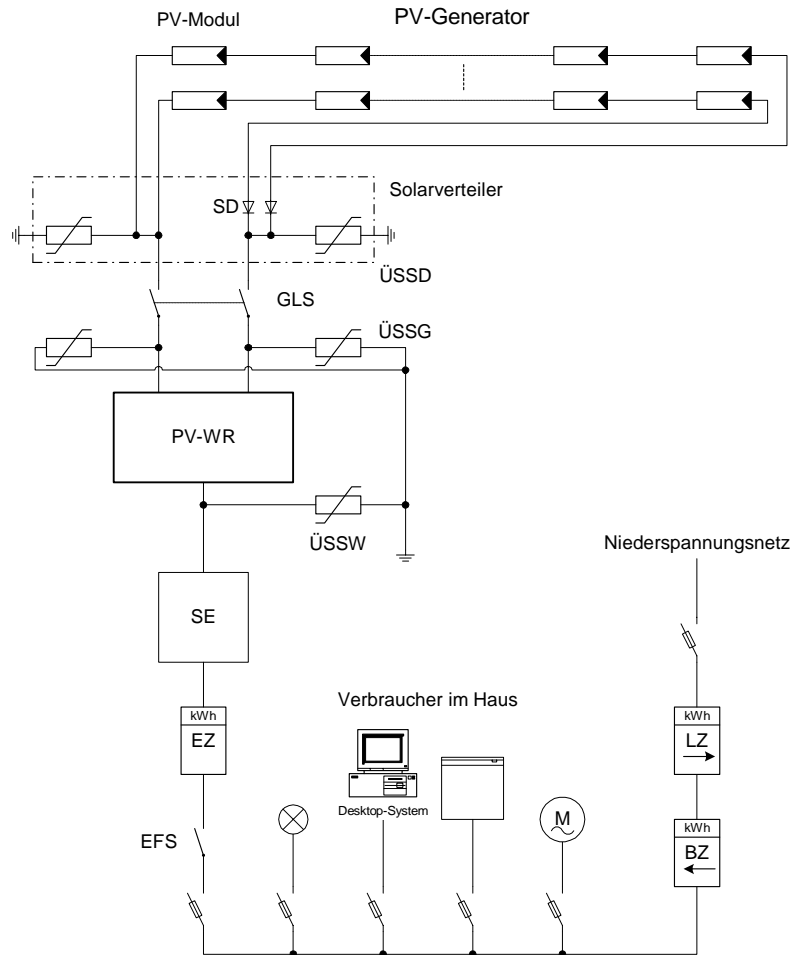 PV-Modul
PV-Generator
Solarverteiler
SD
ÜSSD
GLS
ÜSSG
PV-WR
ÜSSW
Niederspannungsnetz
SE
Verbraucher im Haus
kWh
EZ
kWh
LZ
Desktop-System
M
EFS
kWh
BZ